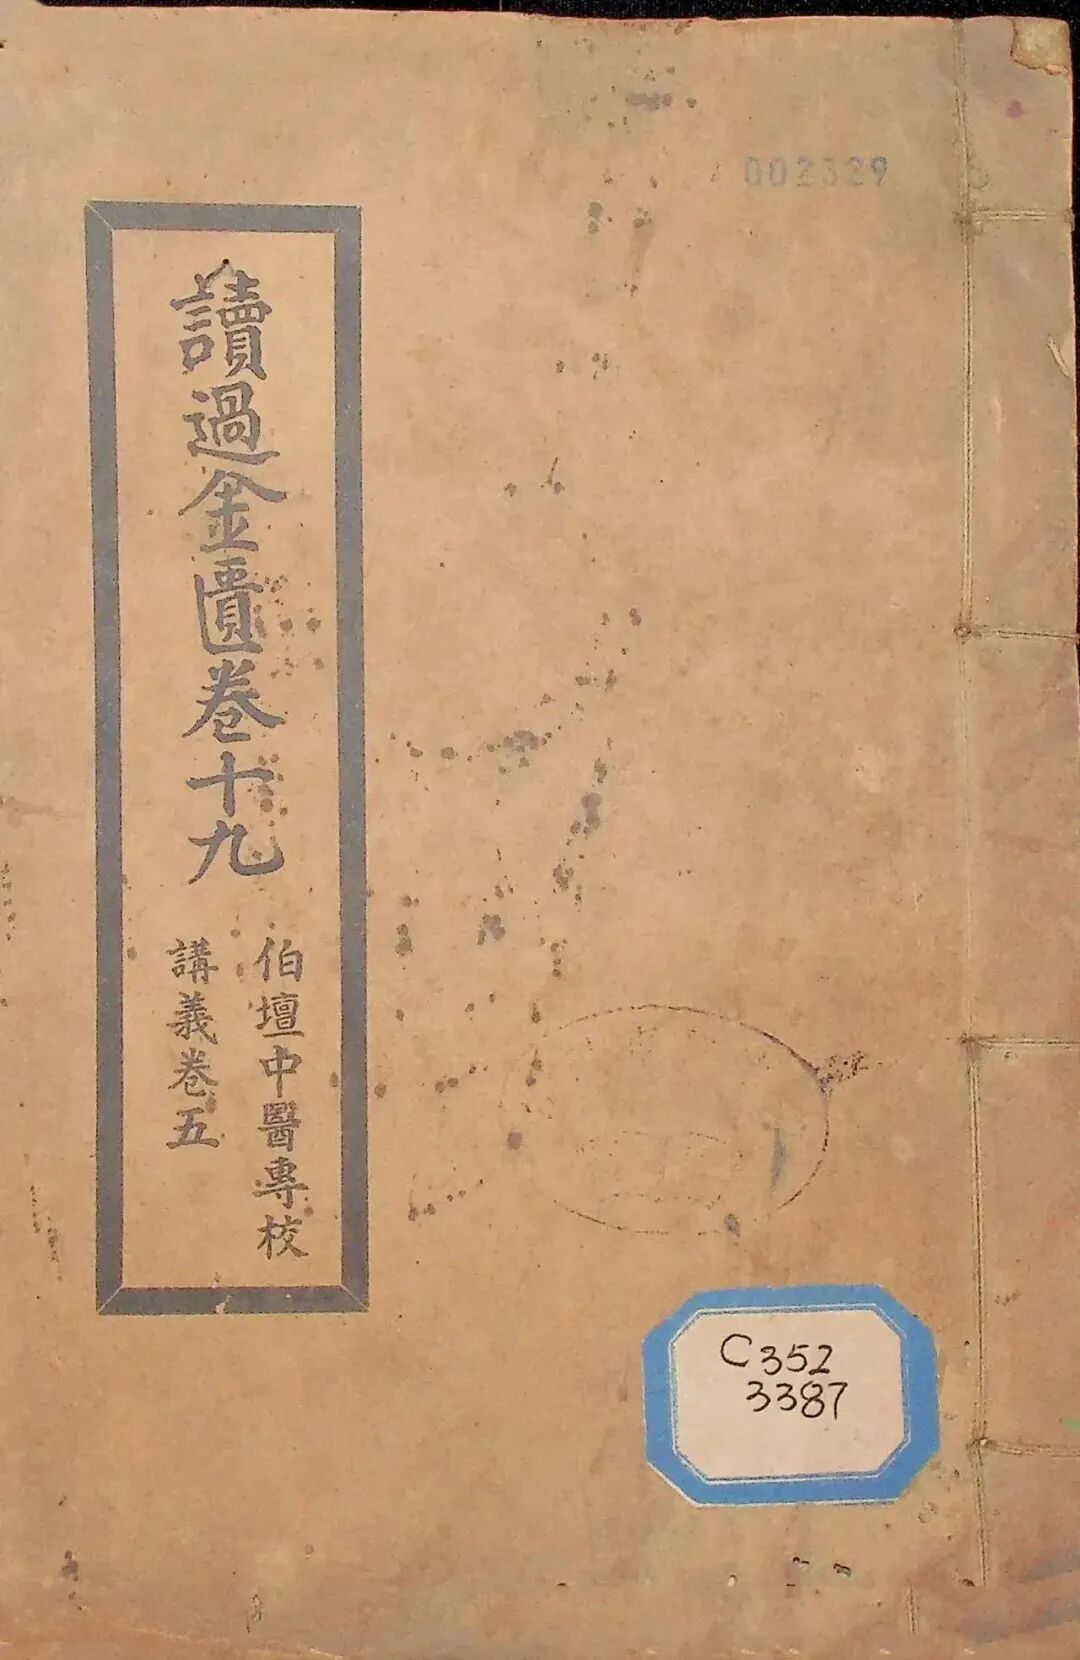 002329
讀過金匱卷十九
伯壇中醫專校
講義卷五
C352
3387